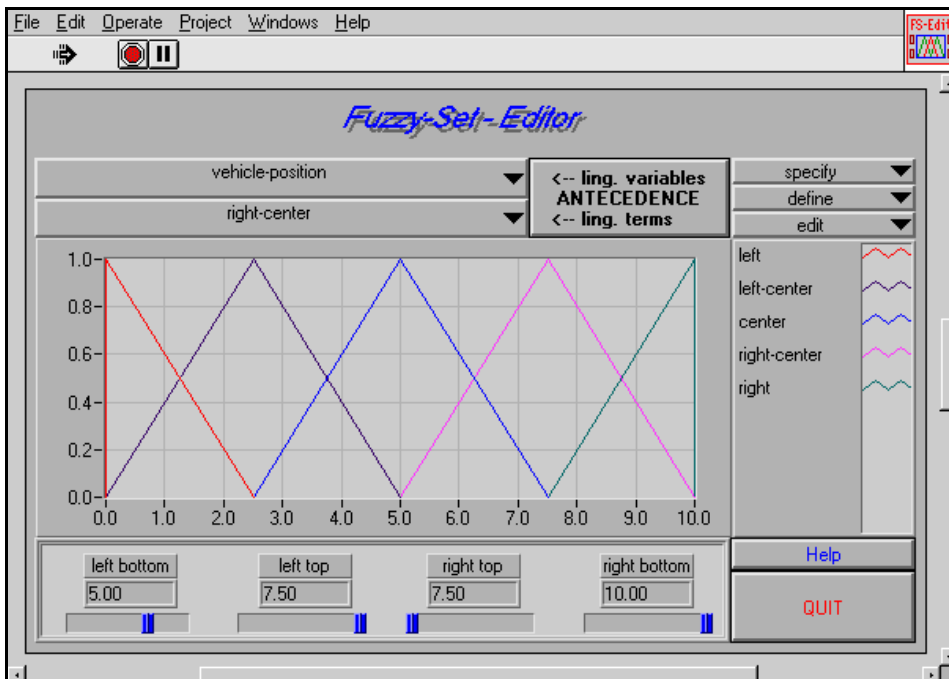 File Edit Operate Project Windows Help
FS-Edit
Fuzzy-Set-Editor
vehicle-position
right-center
<-- ling. variables
ANTECEDENCE
<-- ling. terms
specify
define
edit
1.0
0.8
0.6
0.4
0.2
0.0
0.0 1.0 2.0 3.0 4.0 5.0 6.0 7.0 8.0 9.0 10.0
left
left-center
center
right-center
right
left bottom left top right top right bottom
5.00 7.50 7.50 10.00
Help
QUIT